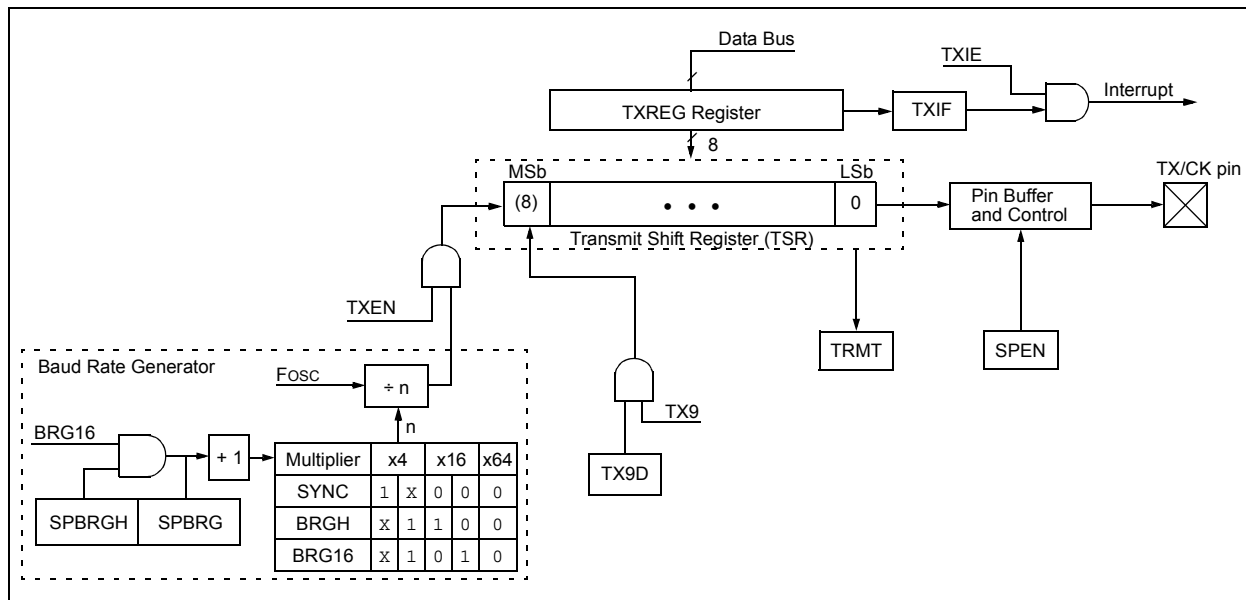 Data Bus
TXIE
Interrupt
TXREG Register
TXIF
8
MSb
LSb
TX/CK pin
(8)
• • •
0
Pin Buffer
and Control
Transmit Shift Register (TSR)
TXEN
TRMT
SPEN
Baud Rate Generator
FOSC
÷ n
TX9
n
BRG16
+ 1
Multiplier x4 x16 x64
TX9D
SYNC 1 X 0 0 0
SPBRGH SPBRG
BRGH X 1 1 0 0
BRG16 X 1 0 1 0